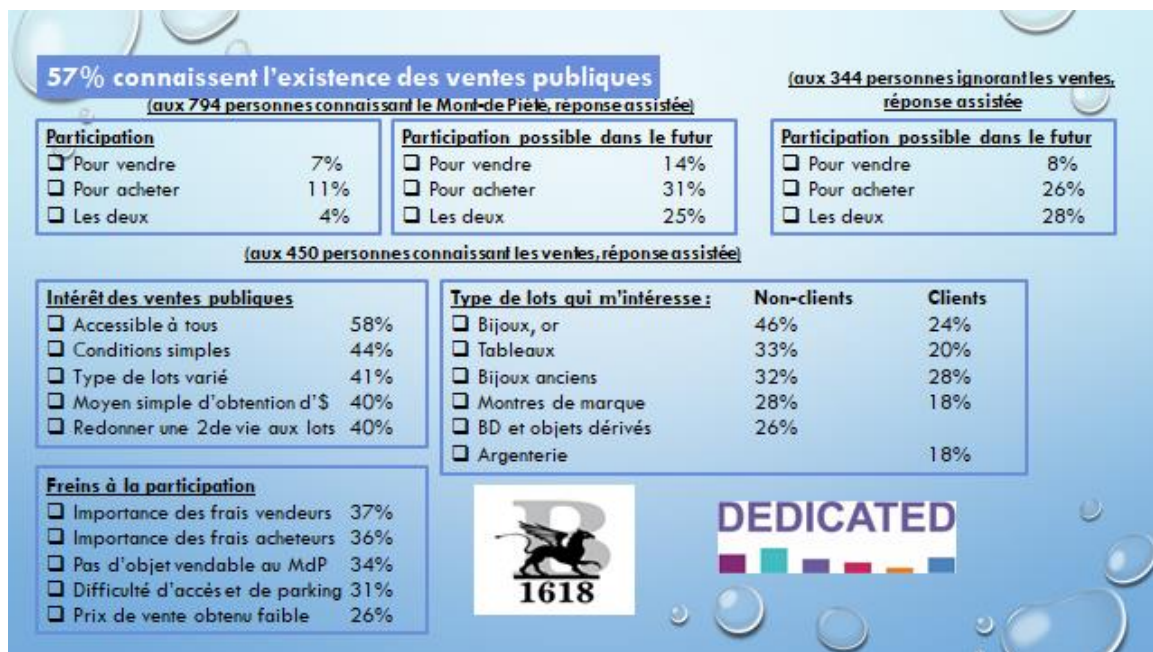 57% connaissent l'existence des ventes publiques
(aux 794 personnes connaissant le Mont-de Piété, réponse assistée)
(aux 344 personnes ignorant les ventes,
réponse assistée
Participation
Pour vendre 7%
Pour acheter 11%
Les deux 4%
Participation possible dans le futur
Pour vendre 14%
Pour acheter 31%
Les deux 25%
Participation possible dans le futur
Pour vendre 8%
Pour acheter 26%
Les deux 28%
(aux 450 personnes connaissant les ventes, réponse assistée)
Intérêt des ventes publiques
Accessible à tous 58%
Conditions simples 44%
Type de lots varié 41%
Moyen simple d'obtention d'$ 40%
Redonner une 2de vie aux lots 40%
Type de lots qui m'intéresse : Non-clients Clients
Bijoux, or 46% 24%
Tableaux 33% 20%
Bijoux anciens 32% 28%
Montres de marque 28% 18%
BD et objets dérivés 26%
Argenterie 18%
Freins à la participation
Importance des frais vendeurs 37%
Importance des frais acheteurs 36%
Pas d'objet vendable au MdP 34%
Difficulté d'accès et de parking 31%
Prix de vente obtenu faible 26%
B
1618
DEDICATED